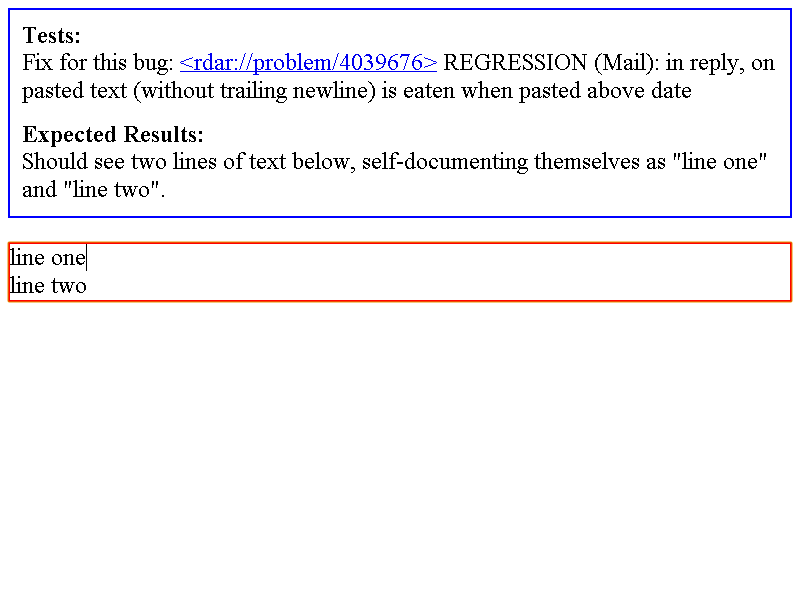 Tests:
Fix for this bug: <rdar://problem/4039676> REGRESSION (Mail): in reply, on
pasted text (without trailing newline) is eaten when pasted above date
Expected Results:
Should see two lines of text below, self-documenting themselves as "line one"
and "line two".
line one
line two